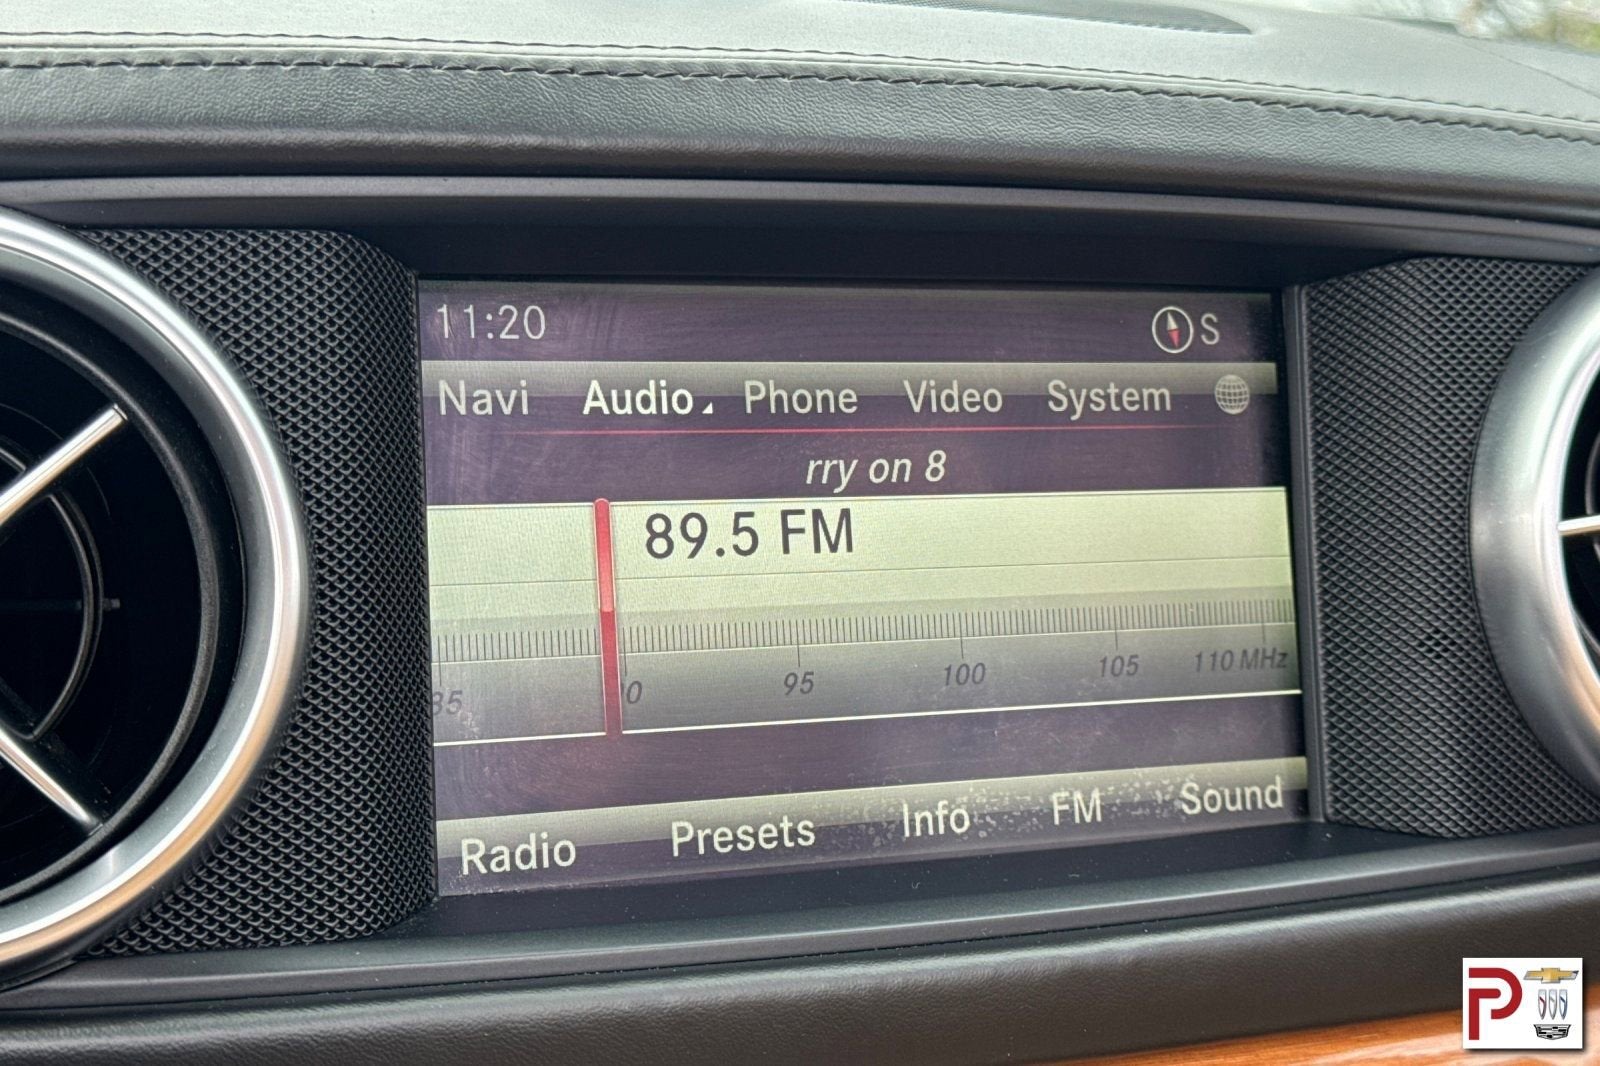 11:20 S
Navi Audio Phone Video System
rry on 8
89.5 FM
95 100 105 110 MHz
Radio Presets Info FM Sound
P